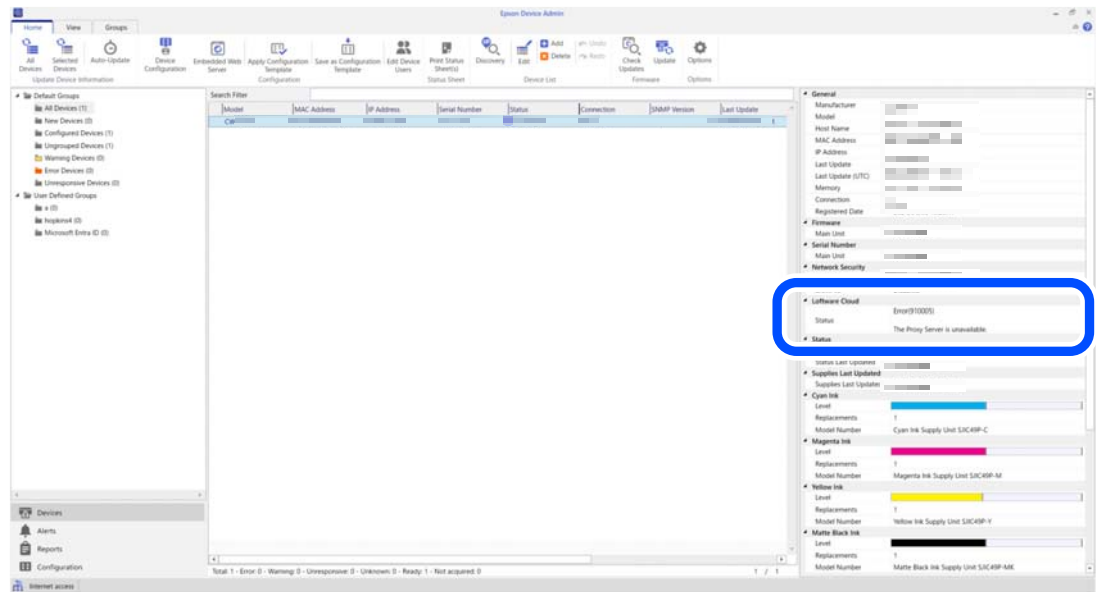 Epson Device Admin
Home View Groups
All Devices
Selected Devices
Auto-Update
Device Configuration
Embedded Web Server
Apply Configuration Template
Save as Configuration Template
Edit Device Users
Print Status Sheet(s)
Discovery
Edit
Add
Delete
Undo
Redo
Check Updates
Update
Options
Update Device Information
Configuration
Status Sheet
Device List
Firmware
Options
Default Groups
All Devices (1)
New Devices (0)
Configured Devices (1)
Ungrouped Devices (1)
Warning Devices (0)
Error Devices (0)
Unresponsive Devices (0)
User Defined Groups
a (0)
hopkins4 (0)
Microsoft Entra ID (0)
Devices
Alerts
Reports
Configuration
Internet access
Search Filter
Model MAC Address IP Address Serial Number Status Connection SNMP Version Last Update
CW
1
Total: 1 - Error: 0 - Warning: 0 - Unresponsive: 0 - Unknown: 0 - Ready: 1 - Not acquired: 0
1 / 1
General
Manufacturer
Model
Host Name
MAC Address
IP Address
Last Update
Last Update (UTC)
Memory
Connection
Registered Date
Firmware
Main Unit
Serial Number
Main Unit
Network Security
Loftware Cloud
Error(910005)
Status
The Proxy Server is unavailable.
Status
Status Last Updated
Supplies Last Updated
Supplies Last Updated
Cyan Ink
Level
Replacements 1
Model Number Cyan Ink Supply Unit SJIC49P-C
Magenta Ink
Level
Replacements 1
Model Number Magenta Ink Supply Unit SJIC49P-M
Yellow Ink
Level
Replacements 1
Model Number Yellow Ink Supply Unit SJIC49P-Y
Matte Black Ink
Level
Replacements 1
Model Number Matte Black Ink Supply Unit SJIC49P-MK